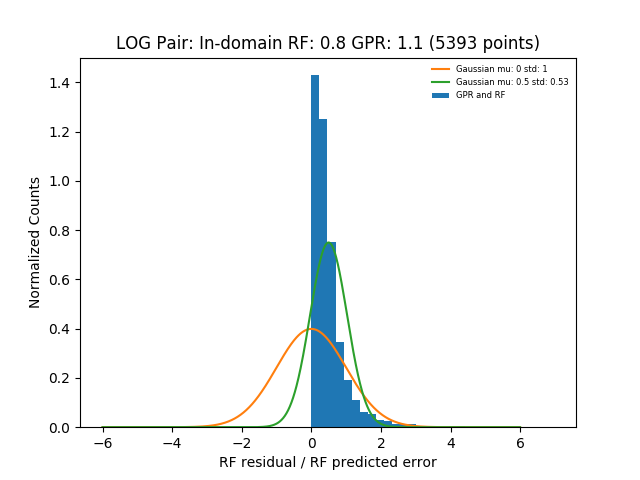 LOG Pair: In-domain RF: 0.8 GPR: 1.1 (5393 points)
Gaussian mu: 0 std: 1
Gaussian mu: 0.5 std: 0.53
GPR and RF
Normalized Counts
1.4
1.2
1.0
0.8
0.6
0.4
0.2
0.0
−6 −4 −2 0 2 4 6
RF residual / RF predicted error